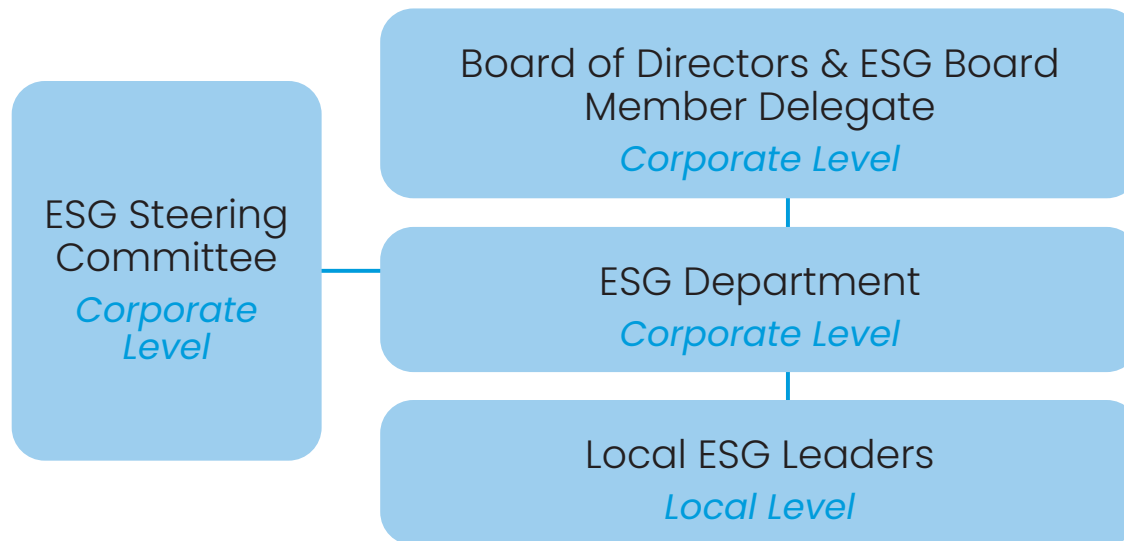 ESG Steering
Committee
Corporate
Level
Board of Directors & ESG Board
Member Delegate
Corporate Level
ESG Department
Corporate Level
Local ESG Leaders
Local Level